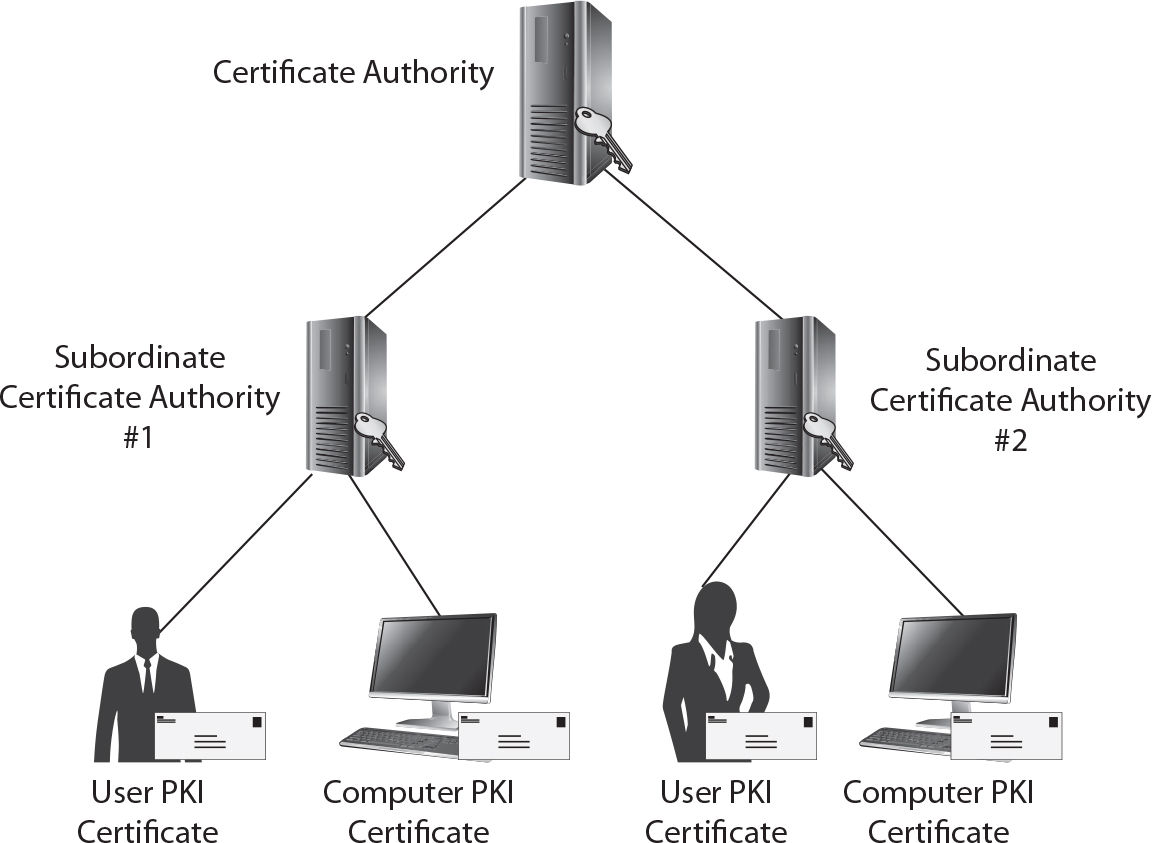 Certificate Authority
Subordinate
Certificate Authority
#1
Subordinate
Certificate Authority
#2
User PKI
Certificate
Computer PKI
Certificate
User PKI
Certificate
Computer PKI
Certificate